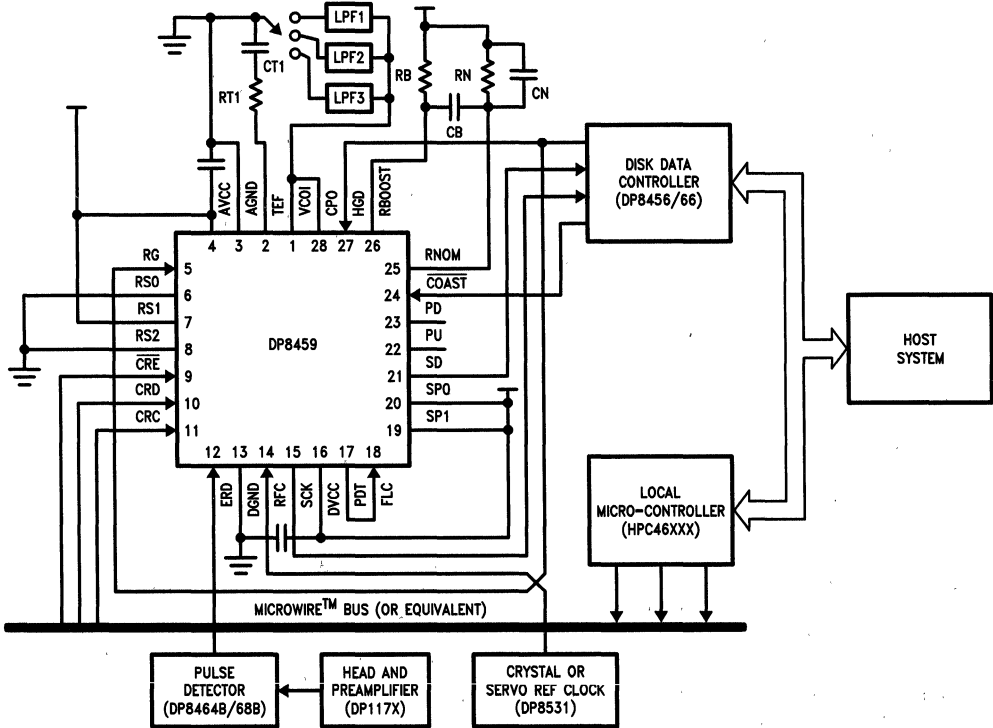 LPF1
LPF2
LPF3
CT1
RT1
RB
RN
CN
CB
DISK DATA
CONTROLLER
(DP8456/66)
AVCC
AGND
TEF
VCOI
CPO
HGD
RBOOST
4
3
2
1
28
27
26
RG
5
RS0
6
RS1
7
RS2
8
CRE
9
CRD
10
CRC
11
DP8459
25
RNOM
24
COAST
23
PD
22
PU
21
SD
20
SP0
19
SP1
12
13
14
15
16
17
18
ERD
DGND
RFC
SCK
DVCC
PDT
FLC
HOST
SYSTEM
LOCAL
MICRO-CONTROLLER
(HPC46XXX)
MICROWIRE™ BUS (OR EQUIVALENT)
PULSE
DETECTOR
(DP8464B/68B)
HEAD AND
PREAMPLIFIER
(DP117X)
CRYSTAL OR
SERVO REF CLOCK
(DP8531)